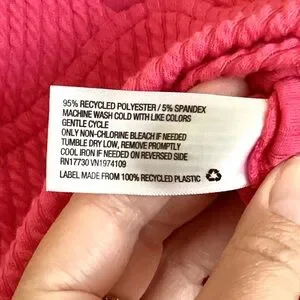 95% RECYCLED POLYESTER / 5% SPANDEX
MACHINE WASH COLD WITH LIKE COLORS
GENTLE CYCLE
ONLY NON-CHLORINE BLEACH IF NEEDED
TUMBLE DRY LOW, REMOVE PROMPTLY
COOL IRON IF NEEDED ON REVERSED SIDE
RN17730 VN1974109
LABEL MADE FROM 100% RECYCLED PLASTIC